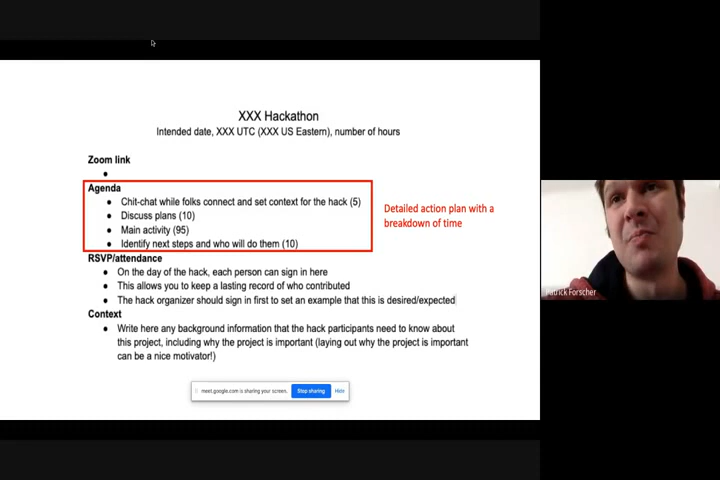 XXX Hackathon
Intended date, XXX UTC (XXX US Eastern), number of hours
Zoom link
Agenda
Chit-chat while folks connect and set context for the hack (5)
Discuss plans (10)
Main activity (95)
Identify next steps and who will do them (10)
Detailed action plan with a
breakdown of time
RSVP/attendance
On the day of the hack, each person can sign in here
This allows you to keep a lasting record of who contributed
The hack organizer should sign in first to set an example that this is desired/expected
Context
Write here any background information that the hack participants need to know about
this project, including why the project is important (laying out why the project is important
can be a nice motivator!)
meet.google.com is sharing your screen.
Stop sharing
Hide
Patrick Forscher